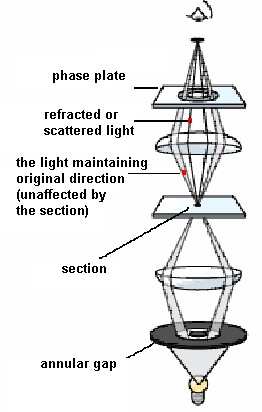 phase plate
refracted or
scattered light
the light maintaining
original direction
(unaffected by
the section)
section
annular gap